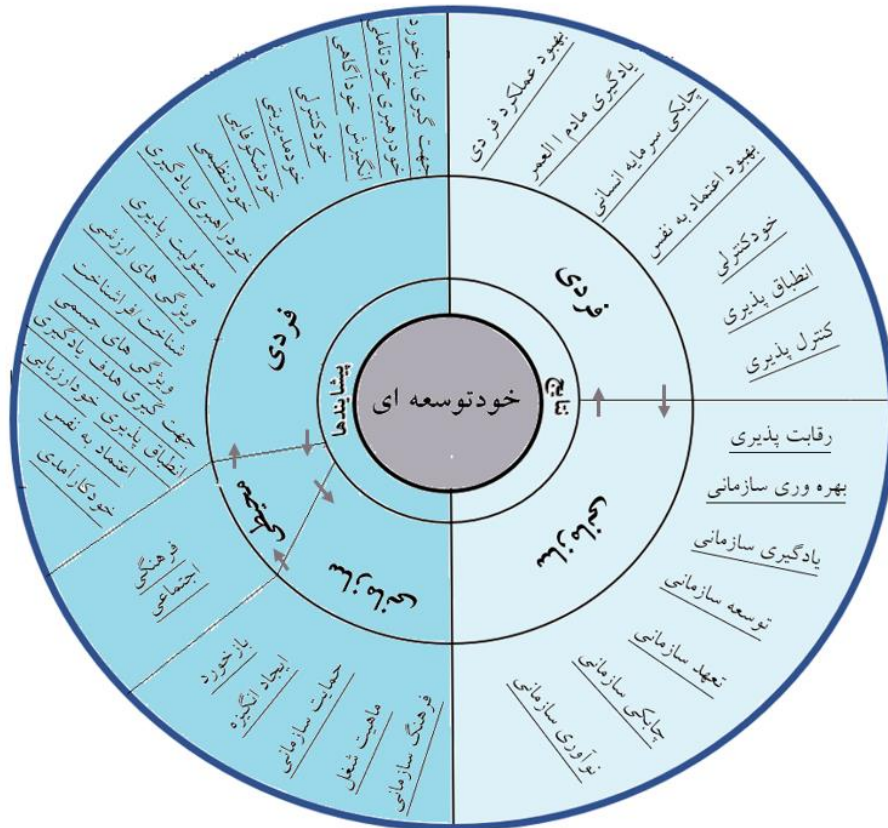 خودتوسعه ای
پیشایندها
نتایج
فردی
محیطی
سازمانی
فردی
سازمانی
جهت گیری بازخورد
خودرهبری خودتاملی
انگیزش خودآگاهی
خودکنترلی
خودمدیریتی
خودشکوفایی
خودتنظیمی
خودراهبری یادگیری
مسئولیت پذیری
ویژگی های ارزشی
شناخت افراشناخت
ویژگی های جسمی
جهت گیری هدف یادگیری
انطباق پذیری خودارزیابی
اعتماد به نفس
خودکارآمدی
فرهنگی
اجتماعی
بازخورد
ایجاد انگیزه
حمایت سازمانی
ماهیت شغل
فرهنگ سازمانی
بهبود عملکرد فردی
یادگیری مادم ا العمر
چابکی سرمایه انسانی
بهبود اعتماد به نفس
خودکنترلی
انطباق پذیری
کنترل پذیری
رقابت پذیری
بهره وری سازمانی
یادگیری سازمانی
توسعه سازمانی
تعهد سازمانی
چابکی سازمانی
نوآوری سازمانی